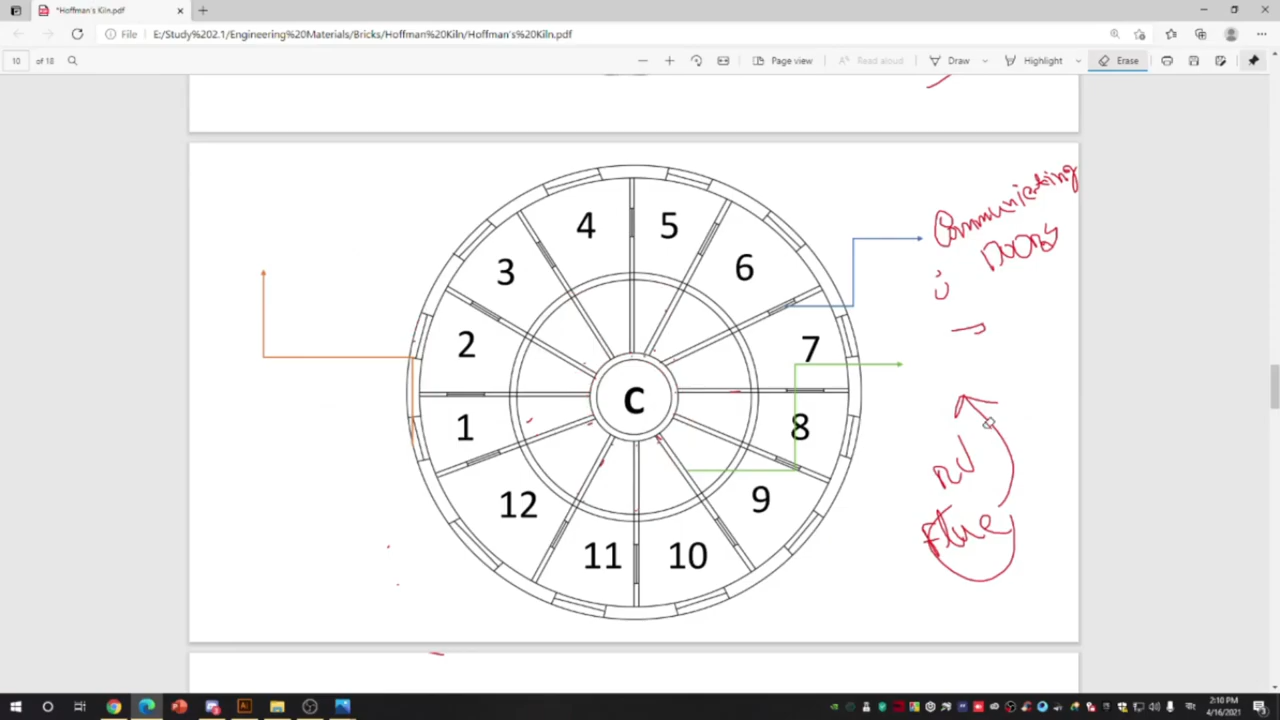 *Hoffman's Kiln.pdf
File
E:/Study%202.1/Engineering%20Materials/Bricks/Hoffman%20Kiln/Hoffman's%20Kiln.pdf
10 of 18
Page view
Read aloud
Draw
Highlight
Erase
4
5
3
6
2
7
C
1
8
12
9
11
10
Communicating
Doors
Flue
2:10 PM
4/16/2021